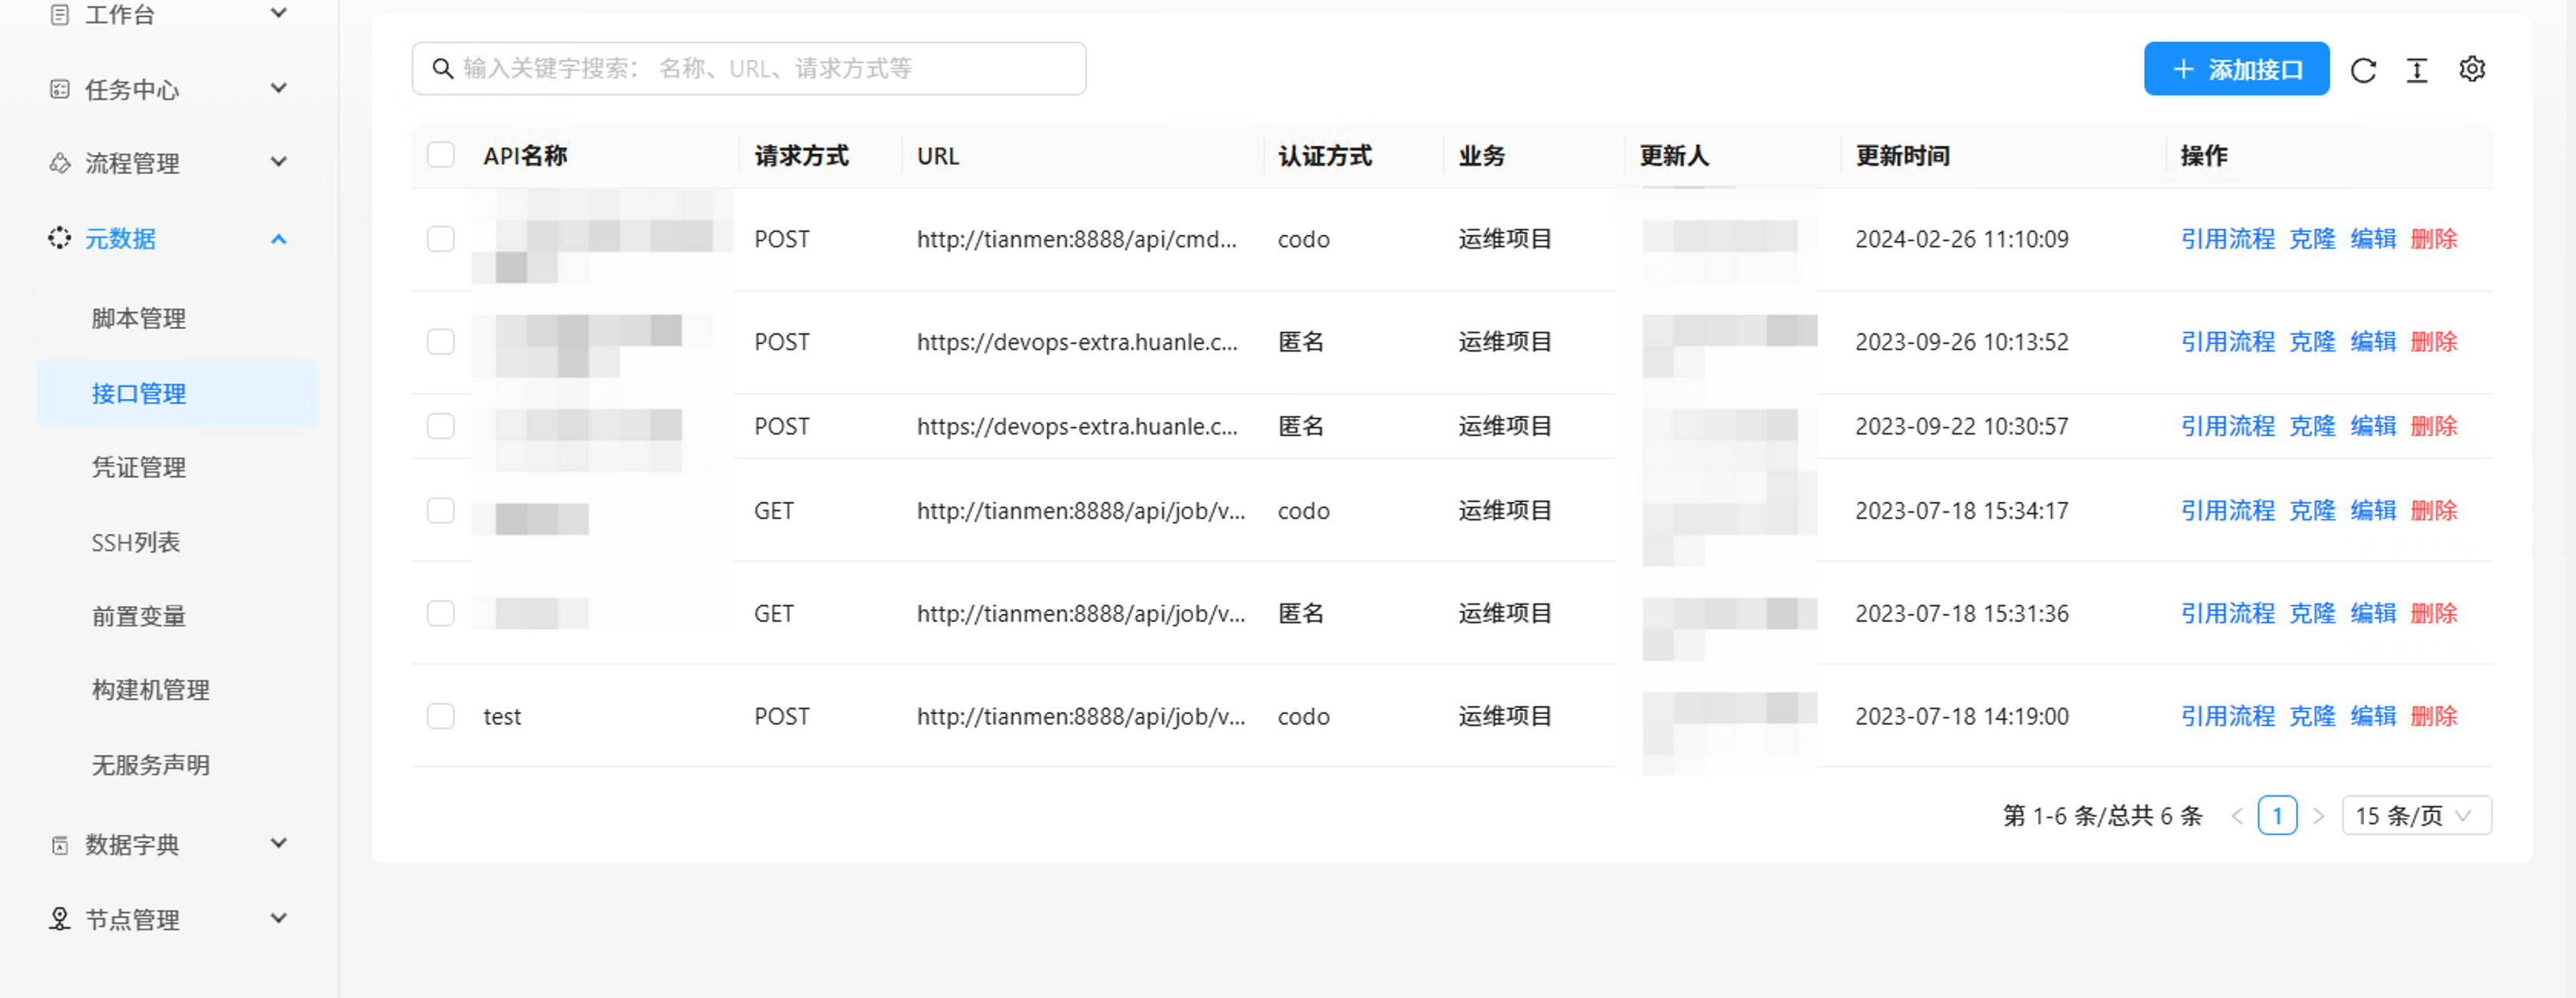 工作台
任务中心
流程管理
元数据
脚本管理
接口管理
凭证管理
SSH列表
前置变量
构建机管理
无服务声明
数据字典
节点管理
输入关键字搜索： 名称、URL、请求方式等
+ 添加接口
API名称 请求方式 URL 认证方式 业务 更新人 更新时间 操作
POST http://tianmen:8888/api/cmd... codo 运维项目 2024-02-26 11:10:09 引用流程 克隆 编辑 删除
POST https://devops-extra.huanle.c... 匿名 运维项目 2023-09-26 10:13:52 引用流程 克隆 编辑 删除
POST https://devops-extra.huanle.c... 匿名 运维项目 2023-09-22 10:30:57 引用流程 克隆 编辑 删除
GET http://tianmen:8888/api/job/v... codo 运维项目 2023-07-18 15:34:17 引用流程 克隆 编辑 删除
GET http://tianmen:8888/api/job/v... 匿名 运维项目 2023-07-18 15:31:36 引用流程 克隆 编辑 删除
test POST http://tianmen:8888/api/job/v... codo 运维项目 2023-07-18 14:19:00 引用流程 克隆 编辑 删除
第 1-6 条/总共 6 条 < 1 > 15 条/页